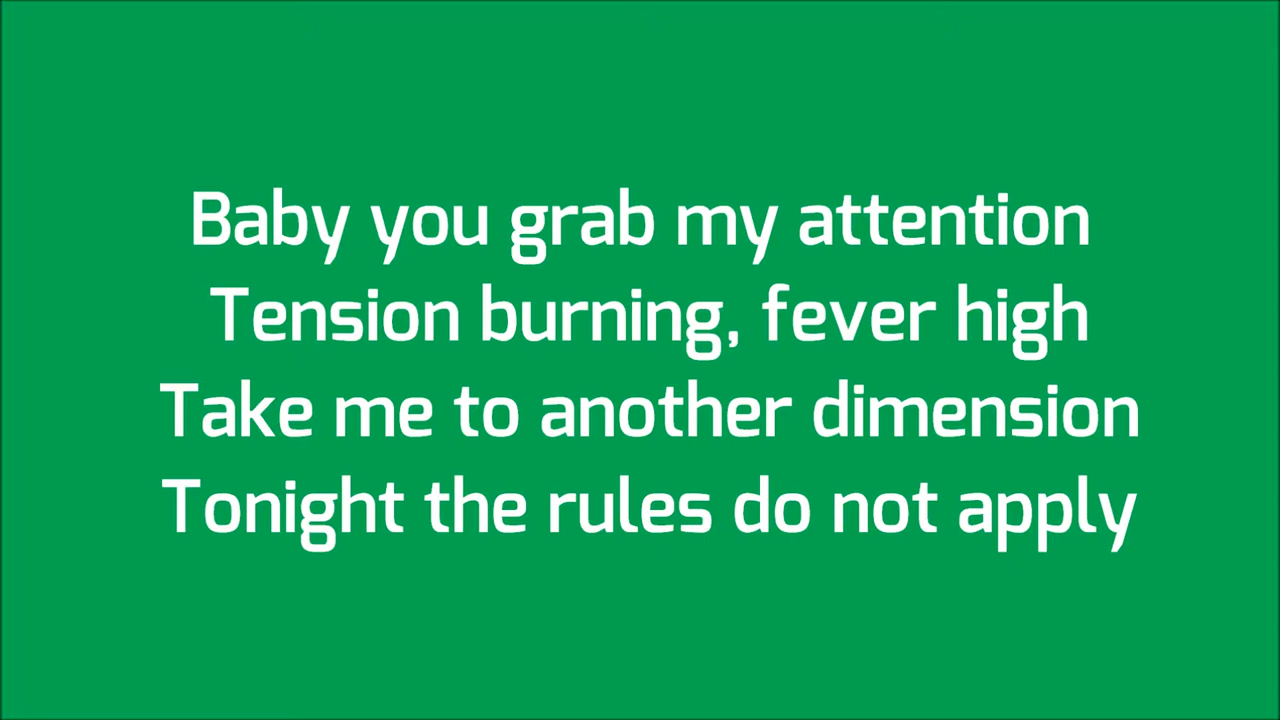 Baby you grab my attention
Tension burning, fever high
Take me to another dimension
Tonight the rules do not apply